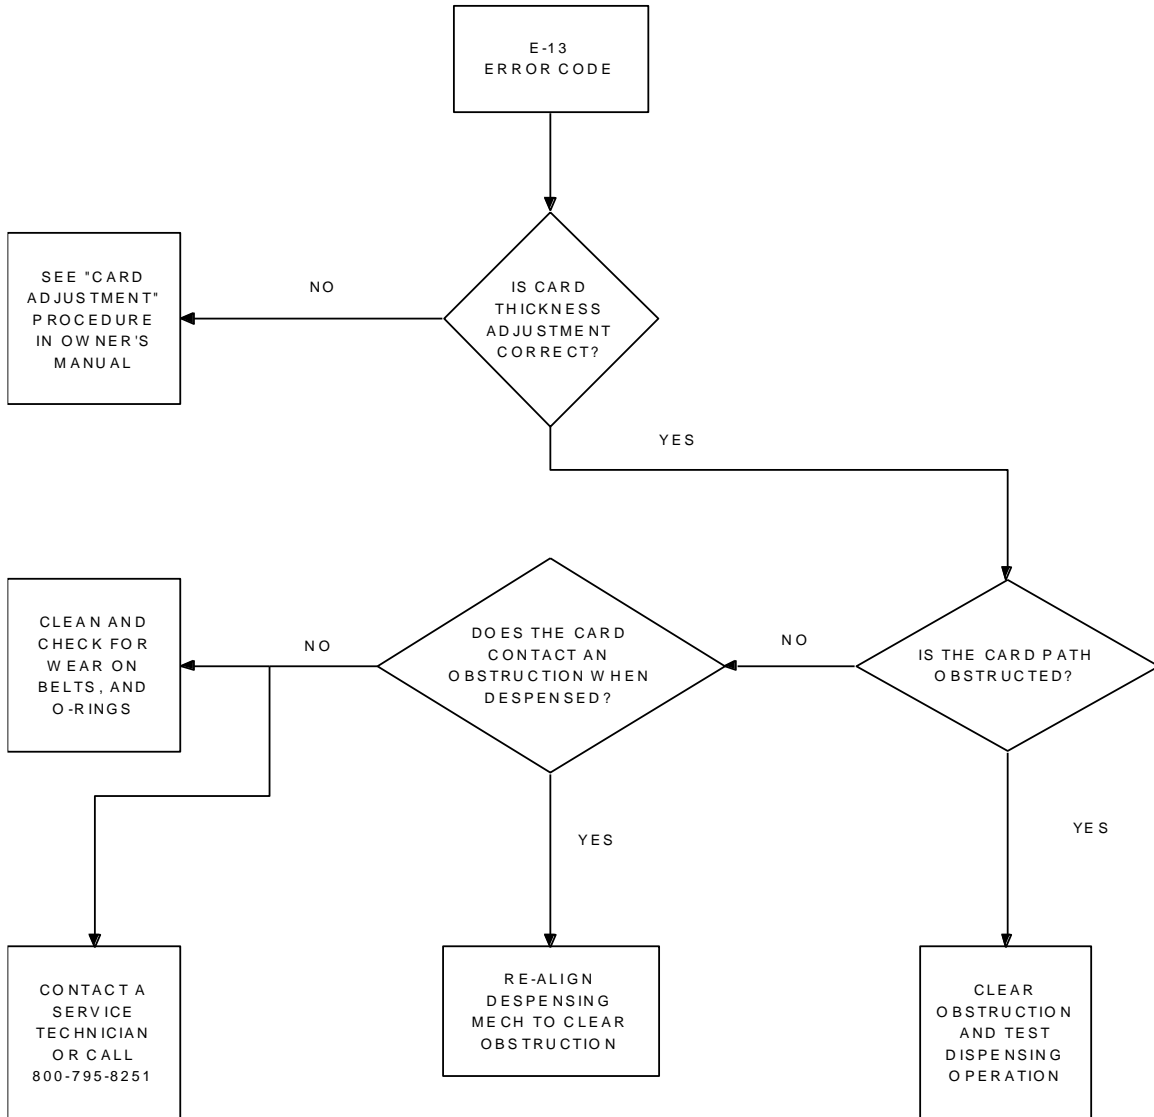 E-13
ERROR CODE
IS CARD
THICKNESS
ADJUSTMENT
CORRECT?
NO
SEE "CARD
ADJUSTMENT"
PROCEDURE
IN OWNER'S
MANUAL
YES
IS THE CARD PATH
OBSTRUCTED?
NO
DOES THE CARD
CONTACT AN
OBSTRUCTION WHEN
DESPENSED?
NO
CLEAN AND
CHECK FOR
WEAR ON
BELTS, AND
O-RINGS
YES
YES
CONTACT A
SERVICE
TECHNICIAN
OR CALL
800-795-8251
RE-ALIGN
DESPENSING
MECH TO CLEAR
OBSTRUCTION
CLEAR
OBSTRUCTION
AND TEST
DISPENSING
OPERATION